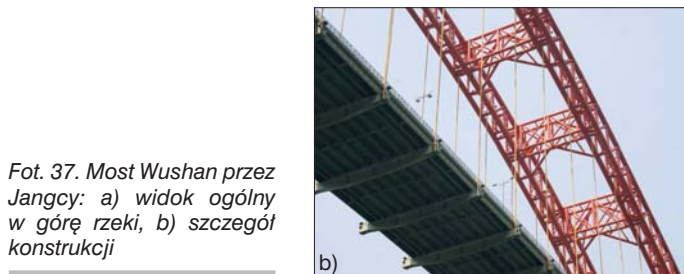 Fot. 37. Most Wushan przez
Jangcy: a) widok ogólny
w górę rzeki, b) szczegół
konstrukcji
b)